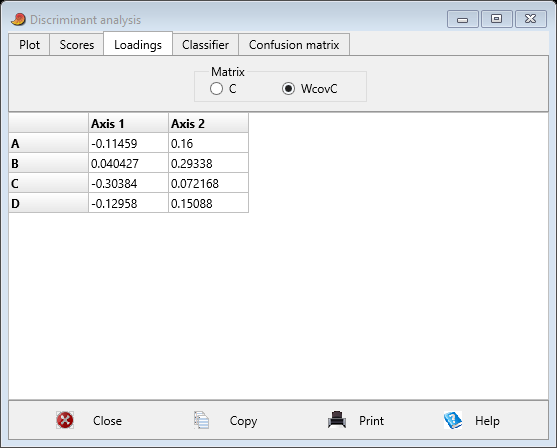 Discriminant analysis
Plot Scores Loadings Classifier Confusion matrix
Matrix
C WcovC
Axis 1 Axis 2
A -0.11459 0.16
B 0.040427 0.29338
C -0.30384 0.072168
D -0.12958 0.15088
Close Copy Print Help